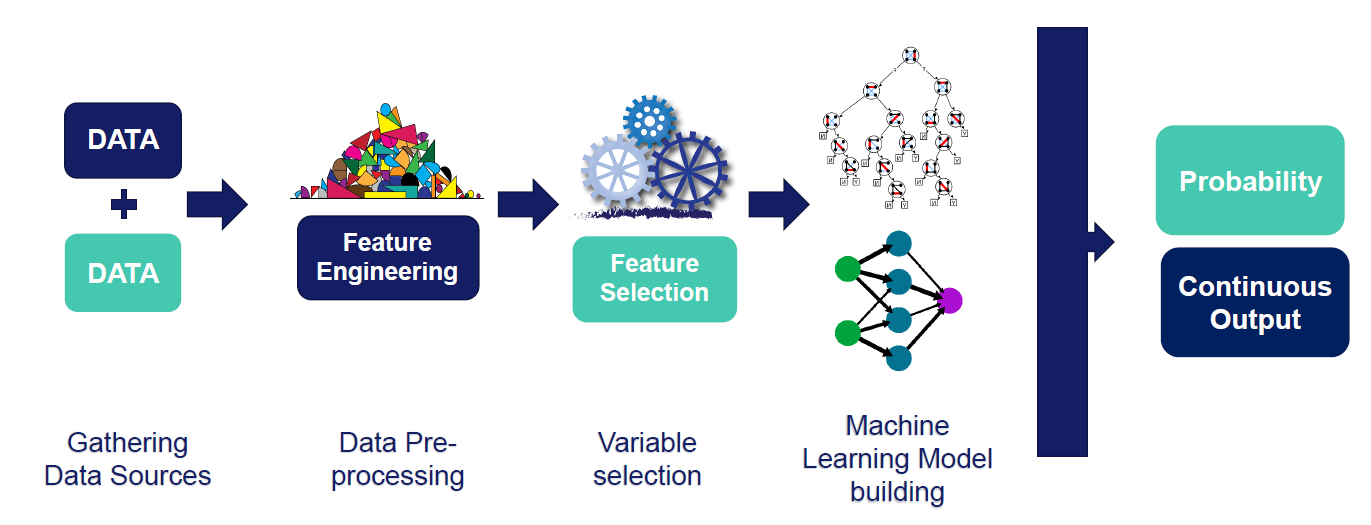 DATA
DATA
Feature
Engineering
Feature
Selection
Probability
Continuous
Output
Gathering
Data Sources
Data Pre-
processing
Variable
selection
Machine
Learning Model
building